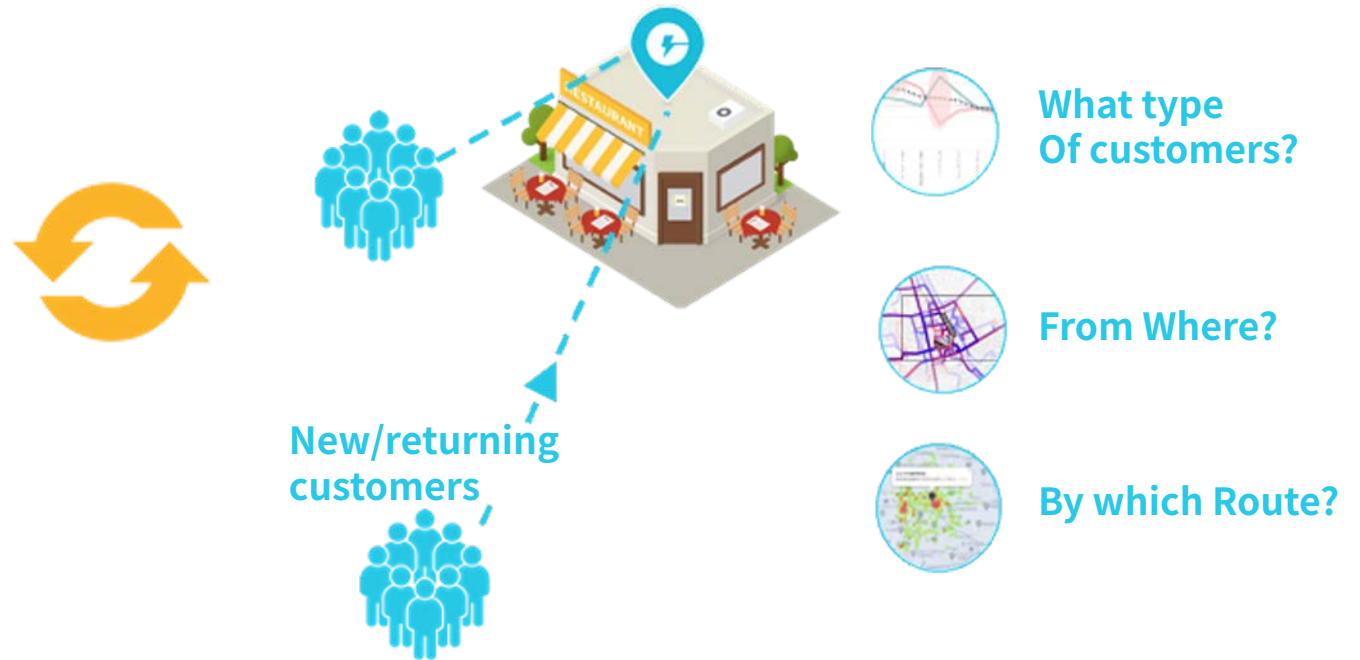 RESTAURANT
What type
Of customers?
From Where?
New/returning
customers
By which Route?